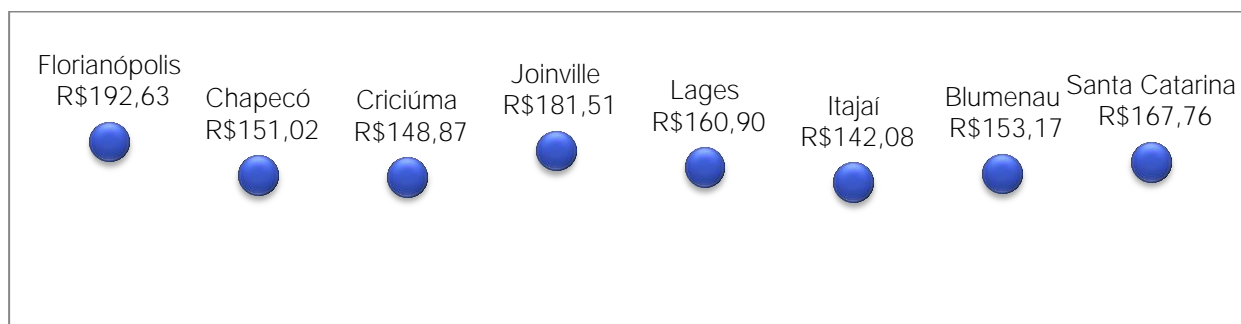 Florianópolis
R$192,63
Chapecó
R$151,02
Criciúma
R$148,87
Joinville
R$181,51
Lages
R$160,90
Itajaí
R$142,08
Blumenau
R$153,17
Santa Catarina
R$167,76